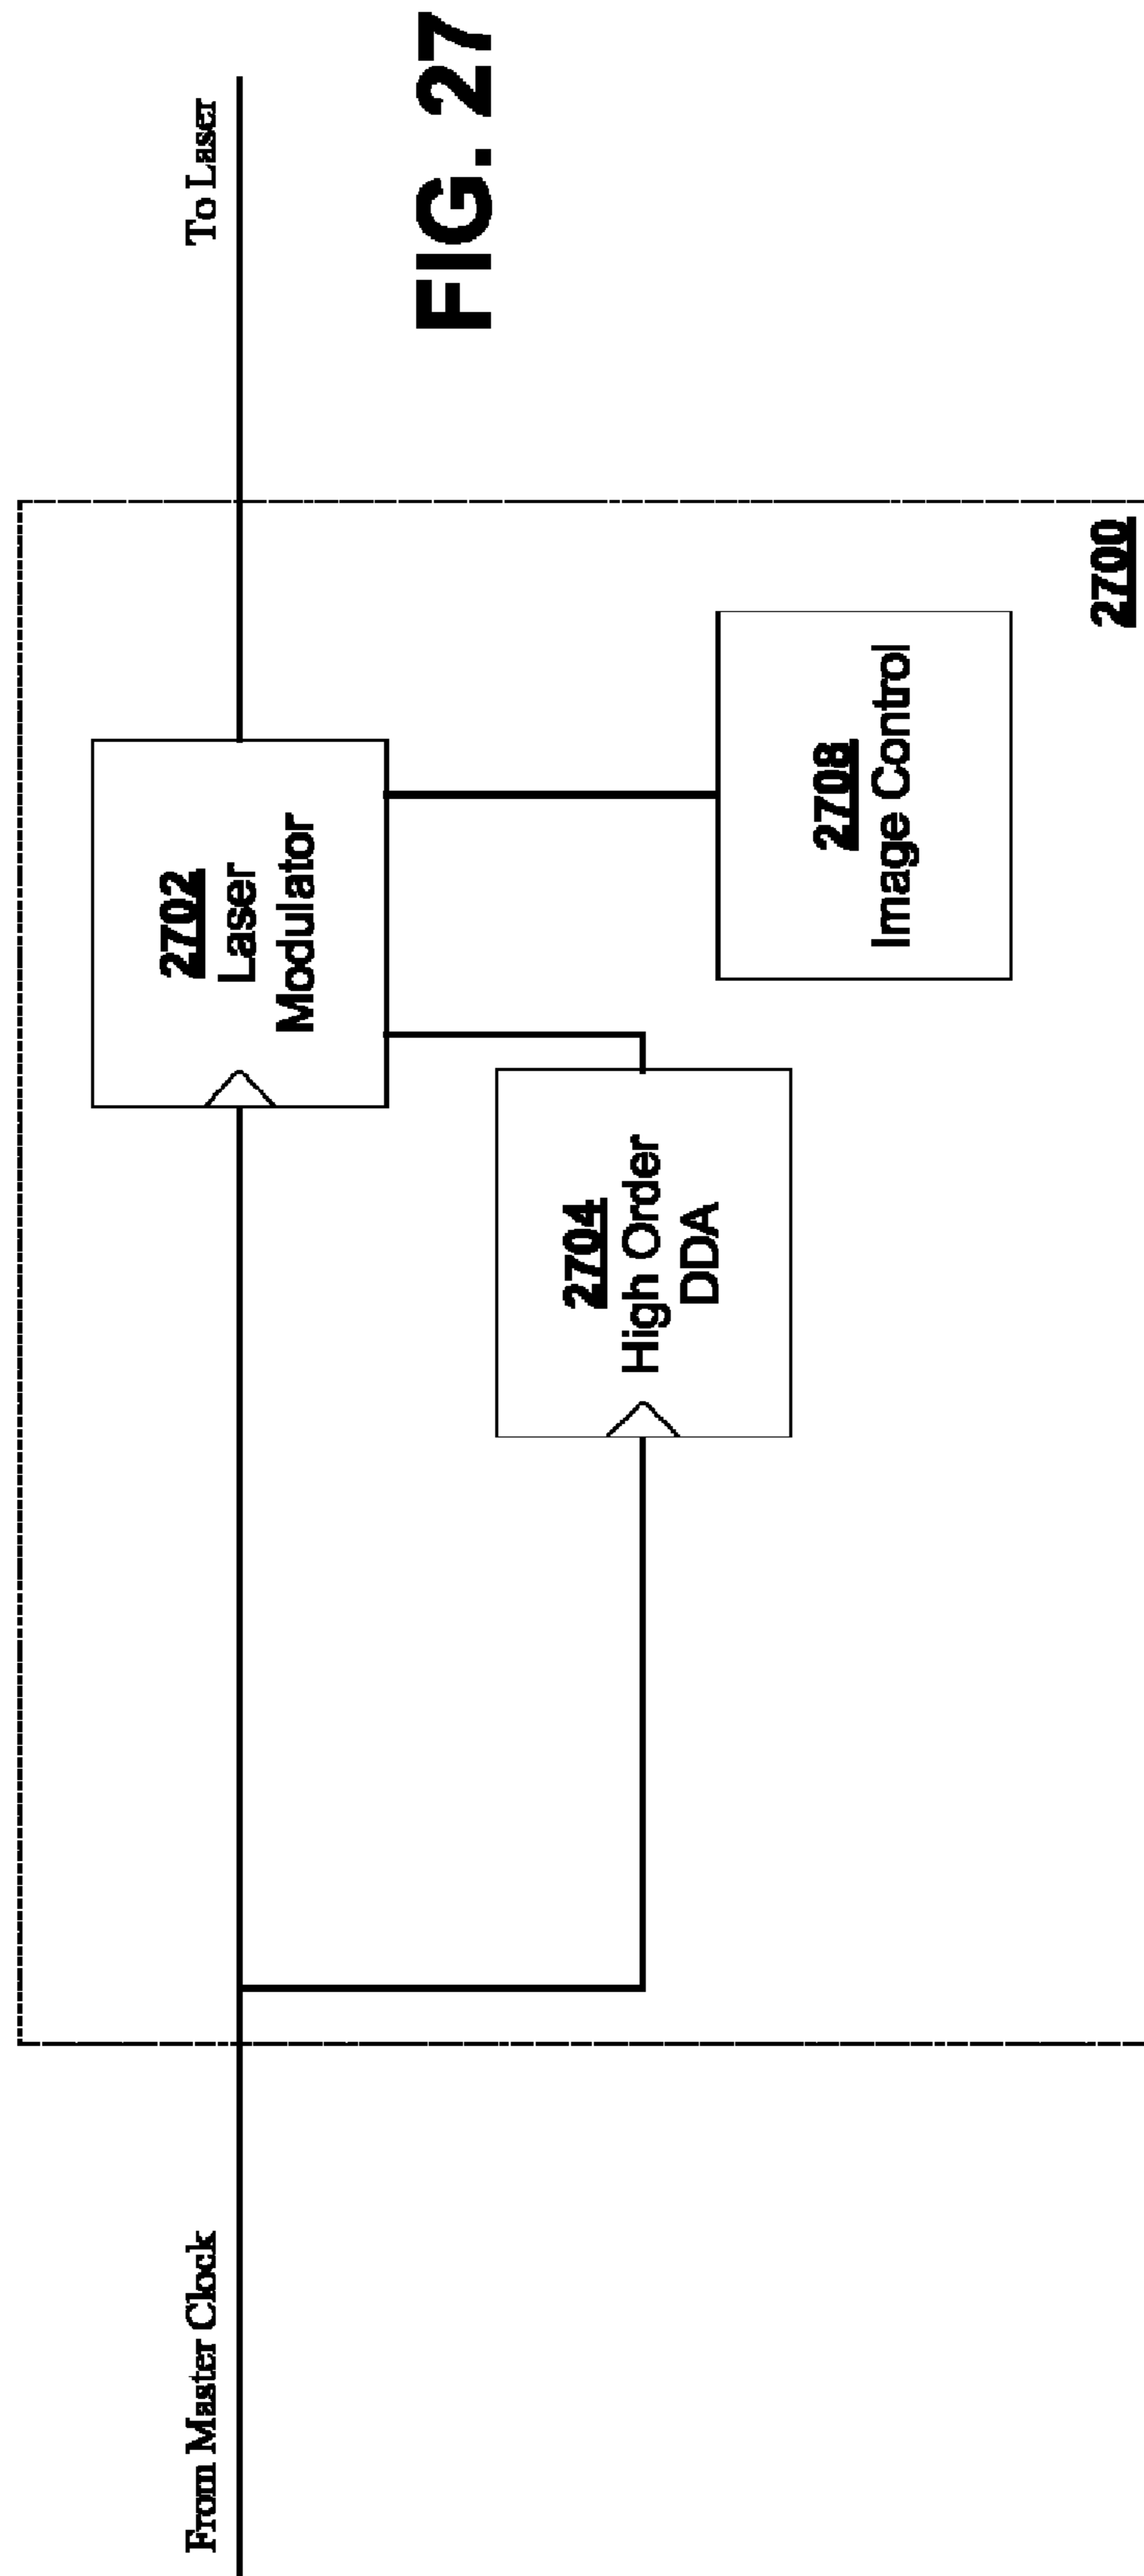 From Master Clock
To Laser
2702
Laser
Modulator
2704
High Order
DDA
2708
Image Control
2700
FIG. 27